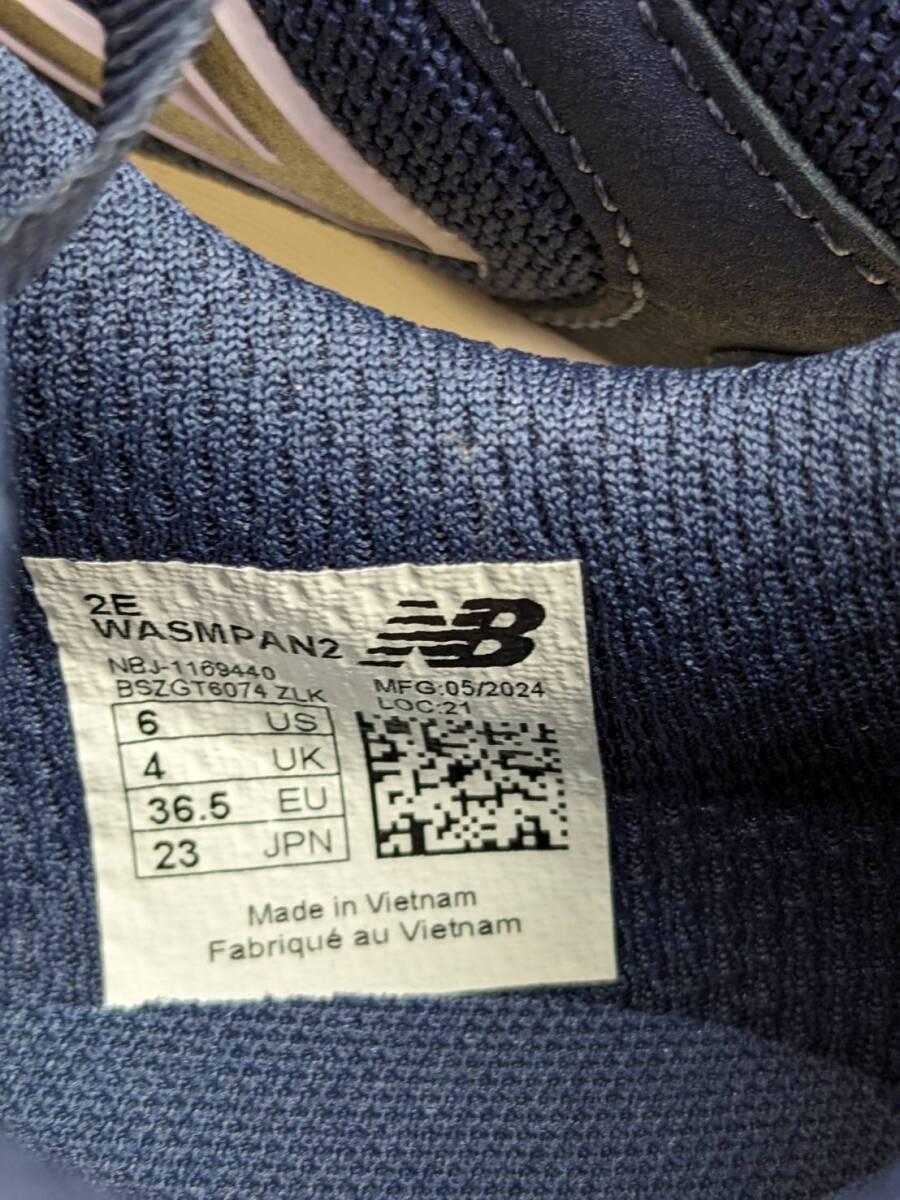 2E
WASMPAN2
NBJ-1169440
BSZGT6074 ZLK
NB
MFG:05/2024
LOC:21
6 US
4 UK
36.5 EU
23 JPN
Made in Vietnam
Fabriqué au Vietnam